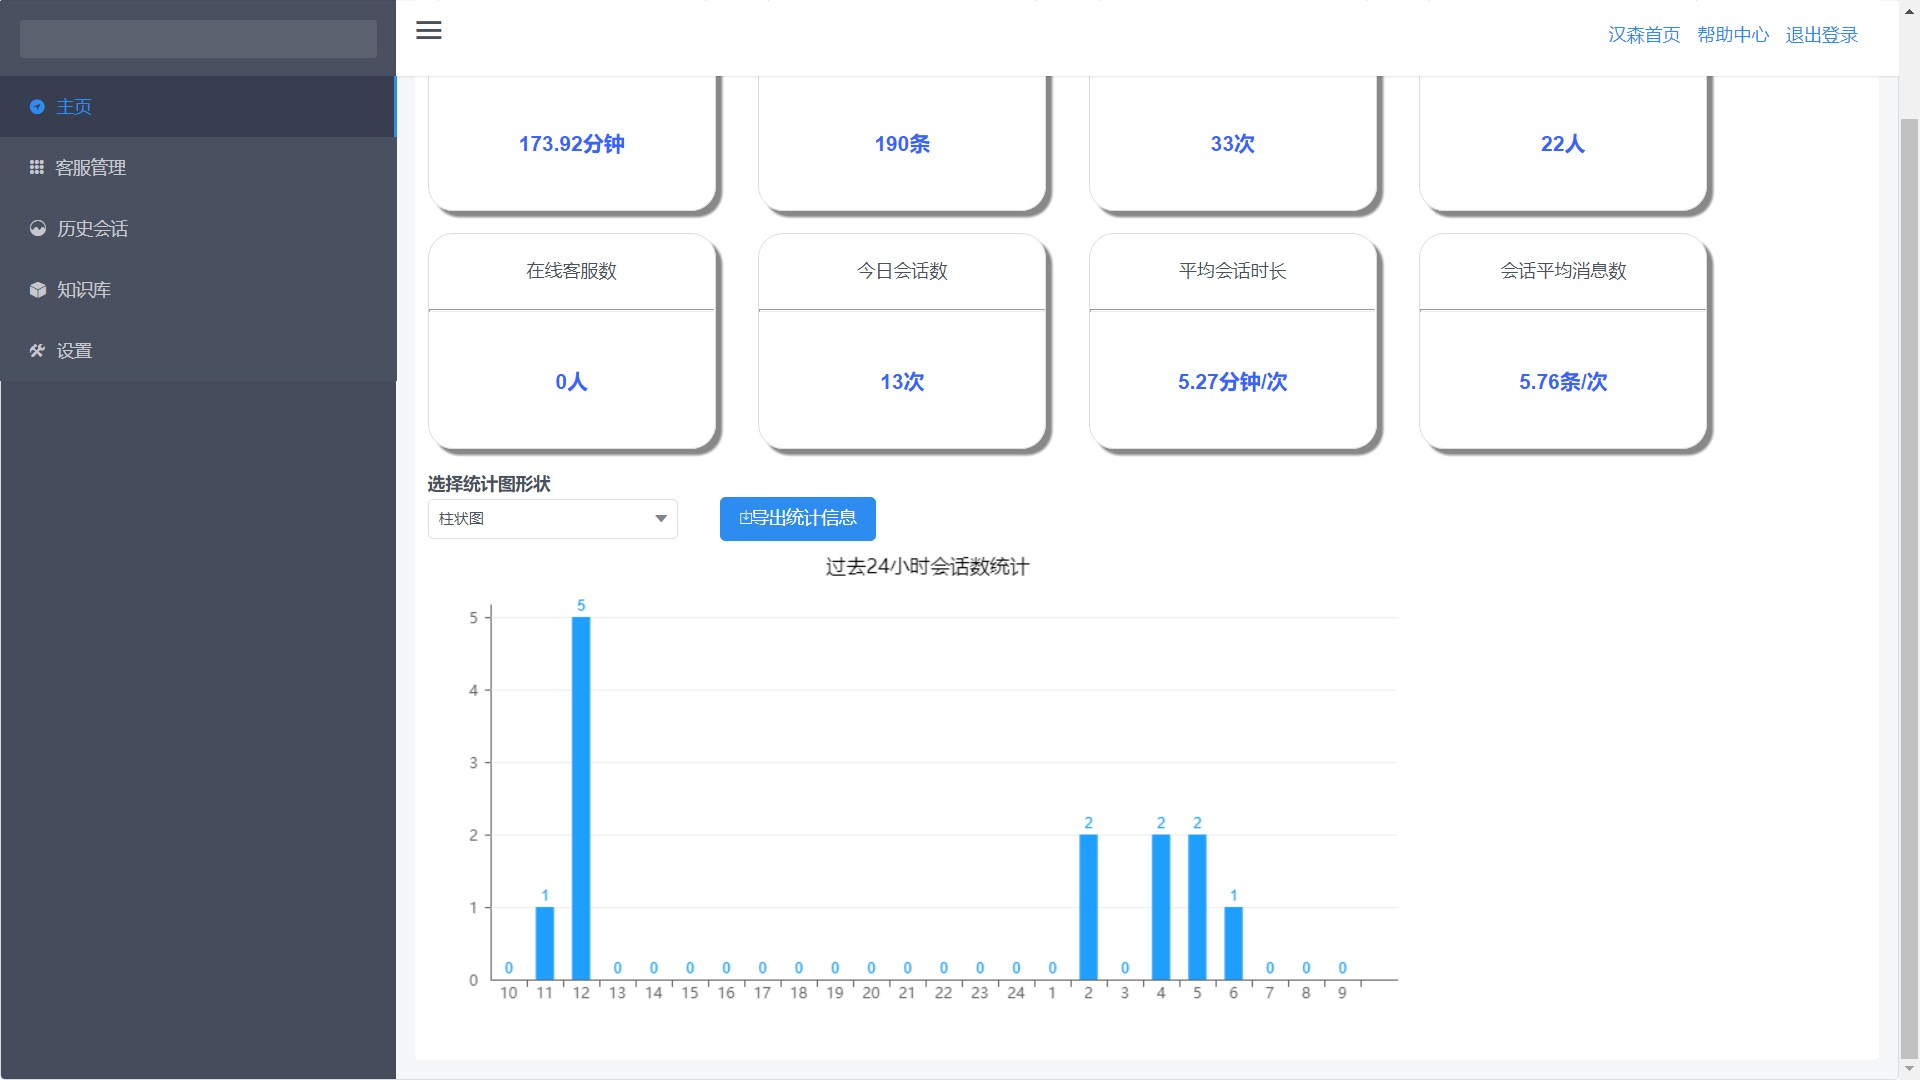 汉森首页 帮助中心 退出登录
主页
客服管理
历史会话
知识库
设置
173.92分钟 190条 33次 22人
在线客服数 今日会话数 平均会话时长 会话平均消息数
0人 13次 5.27分钟/次 5.76条/次
选择统计图形状
柱状图 导出统计信息
过去24小时会话数统计
5
4
3
2
1
0
0 1 5 0 0 0 0 0 0 0 0 0 0 0 0 0 2 0 2 2 1 0 0 0
10 11 12 13 14 15 16 17 18 19 20 21 22 23 24 1 2 3 4 5 6 7 8 9